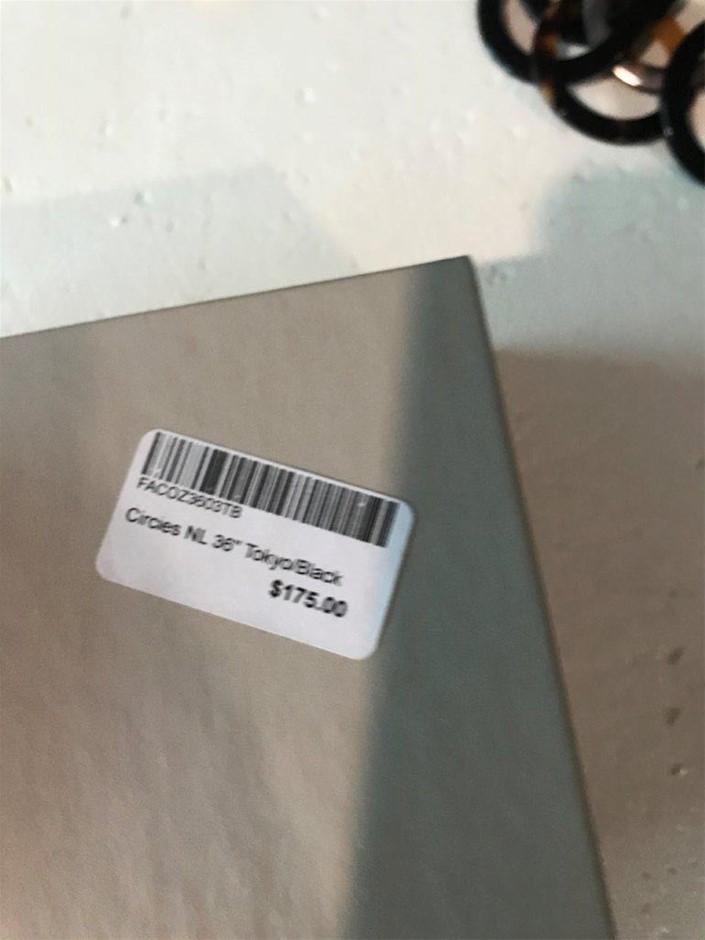 FACOZ3603TB
Circles NL 36" Tokyo/Black
$175.00